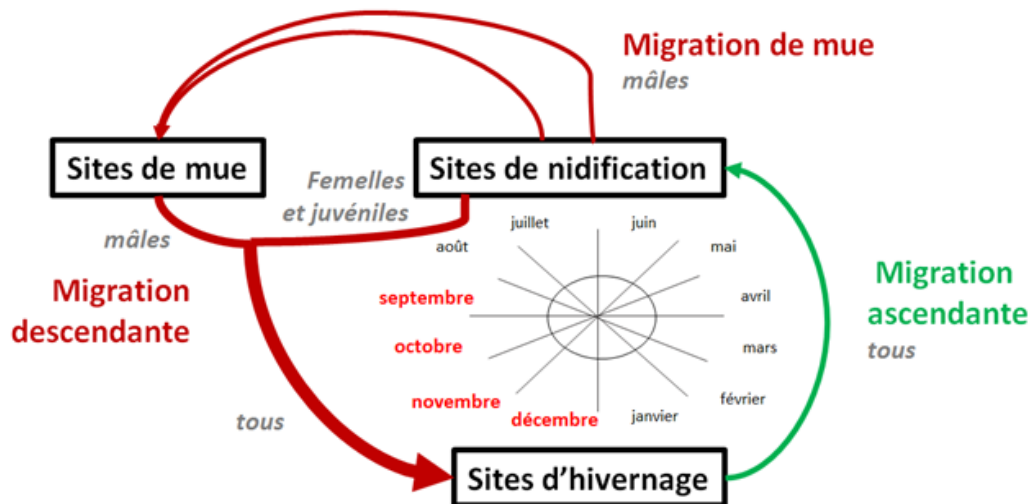 Migration de mue
mâles
Sites de mue
Sites de nidification
Femelles
et juvéniles
mâles
juillet
juin
août
mai
Migration
descendante
septembre
avril
Migration
ascendante
tous
octobre
mars
novembre
février
décembre
janvier
tous
Sites d’hivernage